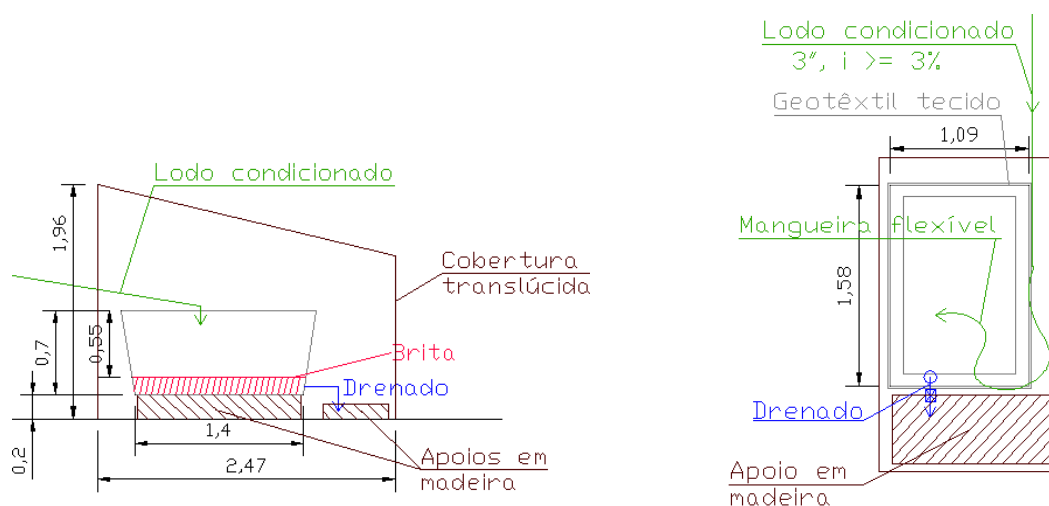 Lodo condicionado
1,96
0,7
0,55
0,2
Cobertura
translúcida
Brita
Drenado
1,4
2,47
Apoios em
madeira
Lodo condicionado
3", i >= 3%
Geotêxtil tecido
1,09
Mangueira flexível
1,58
Drenado
Apoio em
madeira